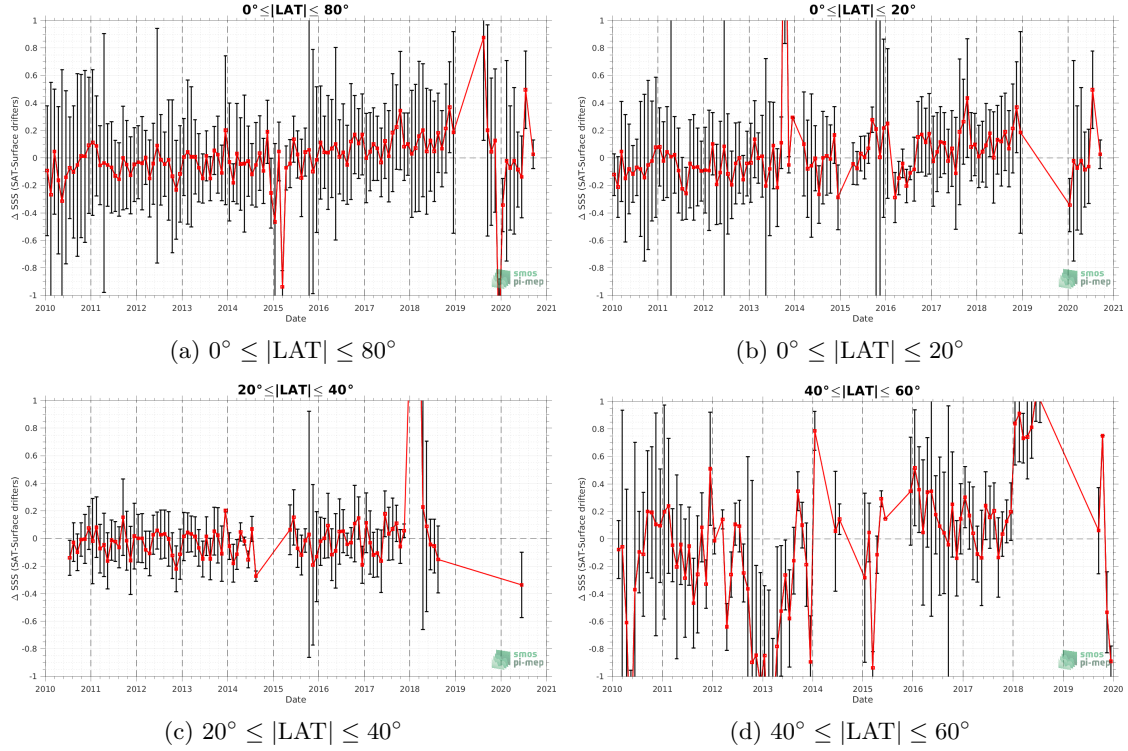 0°≤|LAT|≤ 80°
Δ SSS (SAT-Surface drifters)
1
0.8
0.6
0.4
0.2
0
-0.2
-0.4
-0.6
-0.8
-1
2010 2011 2012 2013 2014 2015 2016 2017 2018 2019 2020 2021
Date
smos
pi-mep
(a) 0° ≤ |LAT| ≤ 80°
0°≤|LAT|≤ 20°
Δ SSS (SAT-Surface drifters)
1
0.8
0.6
0.4
0.2
0
-0.2
-0.4
-0.6
-0.8
-1
2010 2011 2012 2013 2014 2015 2016 2017 2018 2019 2020 2021
Date
smos
pi-mep
(b) 0° ≤ |LAT| ≤ 20°
20°≤|LAT|≤ 40°
Δ SSS (SAT-Surface drifters)
1
0.8
0.6
0.4
0.2
0
-0.2
-0.4
-0.6
-0.8
-1
2010 2011 2012 2013 2014 2015 2016 2017 2018 2019 2020 2021
Date
smos
pi-mep
(c) 20° ≤ |LAT| ≤ 40°
40°≤|LAT|≤ 60°
Δ SSS (SAT-Surface drifters)
1
0.8
0.6
0.4
0.2
0
-0.2
-0.4
-0.6
-0.8
-1
2010 2011 2012 2013 2014 2015 2016 2017 2018 2019 2020
Date
smos
pi-mep
(d) 40° ≤ |LAT| ≤ 60°